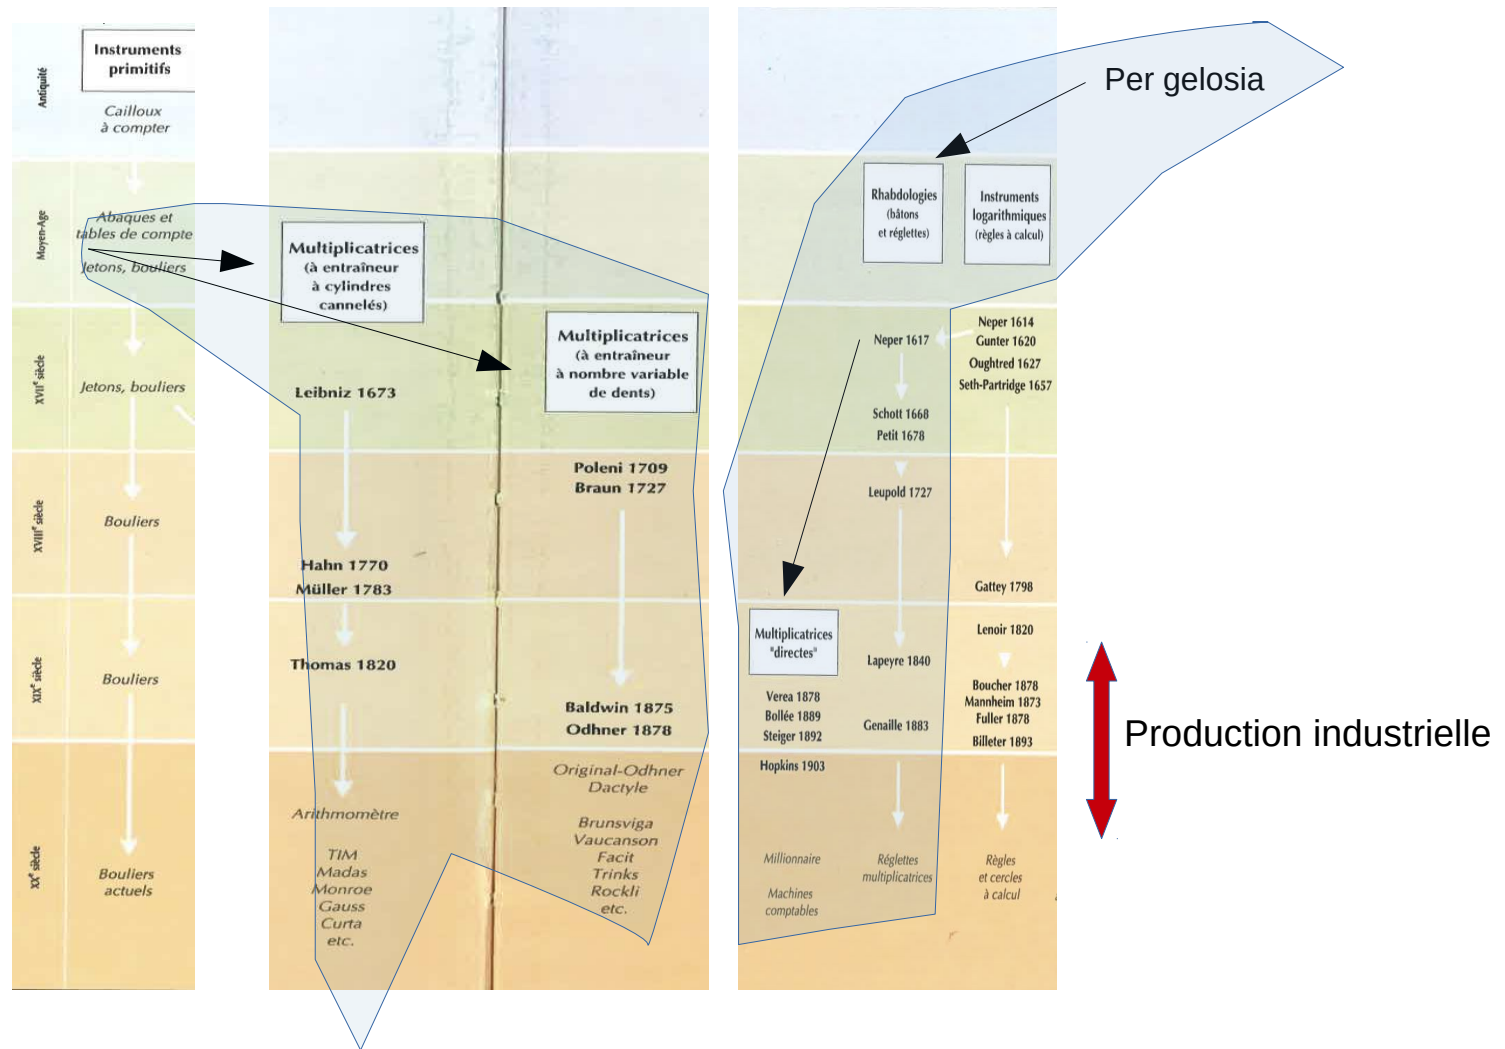 Instruments
primitifs
Antiquité
Cailloux
à compter
Moyen-Age
Abaques et
tables de compte
Jetons, bouliers
XVIIe siècle
Jetons, bouliers
XVIIIe siècle
Bouliers
XIXe siècle
Bouliers
XXe siècle
Bouliers
actuels
Multiplicatrices
(à entraîneur
à cylindres
cannelés)
Leibniz 1673
Hahn 1770
Müller 1783
Thomas 1820
Arithmomètre
TIM
Madas
Monroe
Gauss
Curta
etc.
Multiplicatrices
(à entraîneur
à nombre variable
de dents)
Poleni 1709
Braun 1727
Baldwin 1875
Odhner 1878
Original-Odhner
Dactyle
Brunsviga
Vaucanson
Facit
Trinks
Rockli
etc.
Multiplicatrices
"directes"
Verea 1878
Bollée 1889
Steiger 1892
Hopkins 1903
Millionnaire
Machines
comptables
Per gelosia
Rhabdologies
(bâtons
et réglettes)
Neper 1617
Schott 1668
Petit 1678
Leupold 1727
Lapeyre 1840
Genaille 1883
Réglettes
multiplicatrices
Instruments
logarithmiques
(règles à calcul)
Neper 1614
Gunter 1620
Oughtred 1627
Seth-Partridge 1657
Gattey 1798
Lenoir 1820
Boucher 1878
Mannheim 1873
Fuller 1878
Billeter 1893
Règles
et cercles
à calcul
Production industrielle